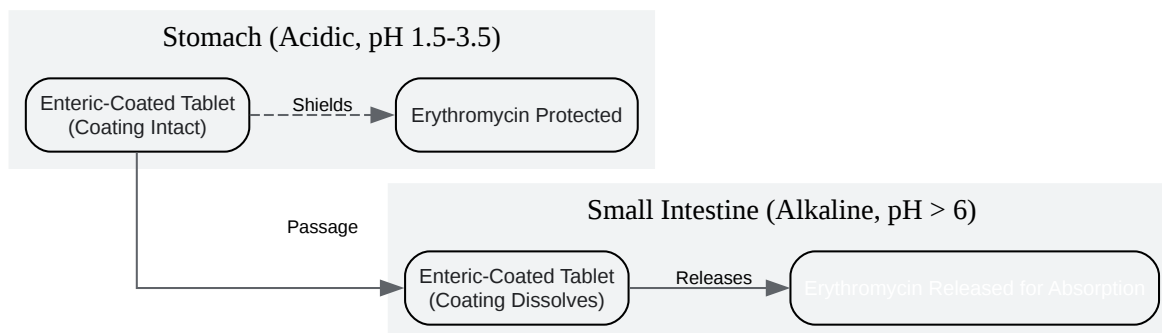 Stomach (Acidic, pH 1.5-3.5)
Enteric-Coated Tablet
(Coating Intact)
Shields
Erythromycin Protected
Passage
Small Intestine (Alkaline, pH > 6)
Enteric-Coated Tablet
(Coating Dissolves)
Releases
Erythromycin Released for Absorption